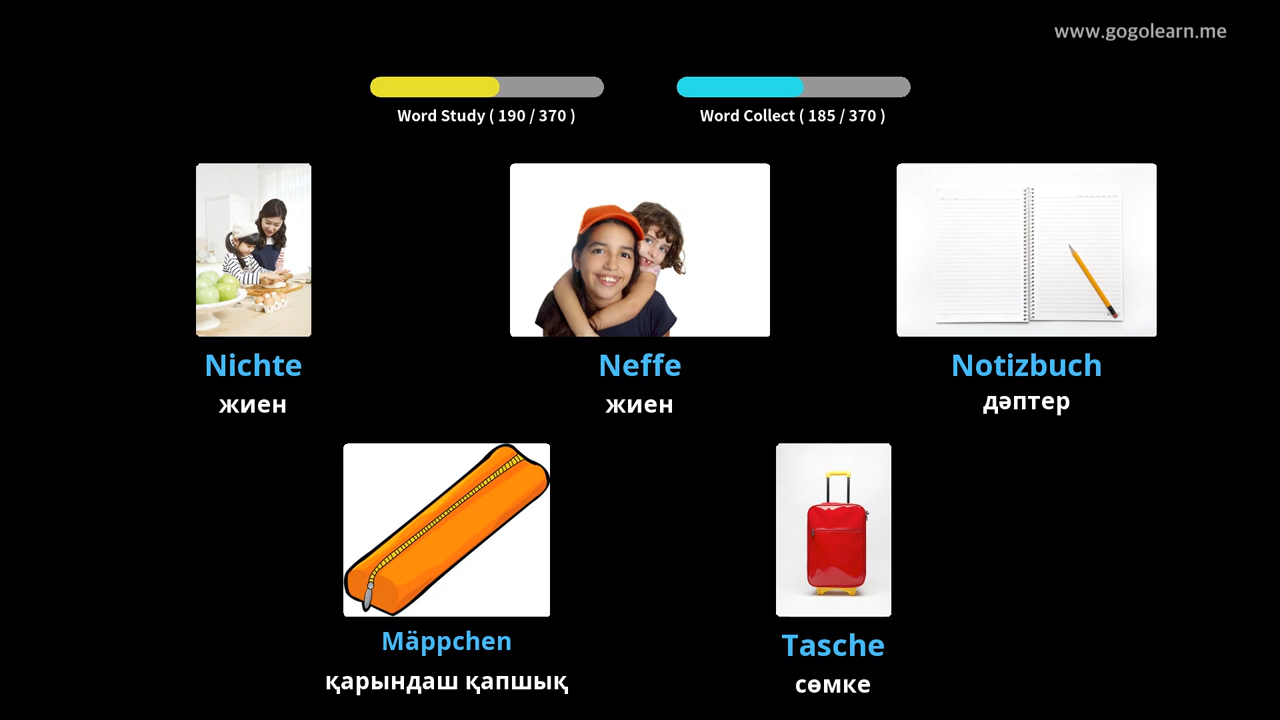 www.gogolearn.me
Word Study ( 190 / 370 )
Word Collect ( 185 / 370 )
Nichte
жиен
Neffe
жиен
Notizbuch
дәптер
Mäppchen
қарындаш қапшық
Tasche
сөмке